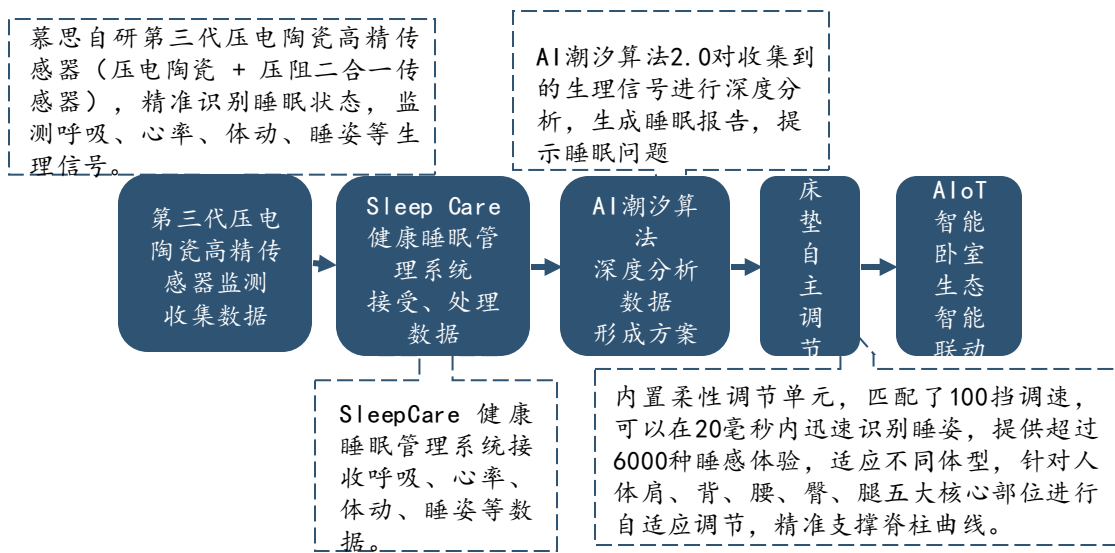 慕思自研第三代压电陶瓷高精传
感器（压电陶瓷 + 压阻二合一传
感器），精准识别睡眠状态，监
测呼吸、心率、体动、睡姿等生
理信号。
AI潮汐算法2.0对收集到
的生理信号进行深度分
析，生成睡眠报告，提
示睡眠问题
第三代压电
陶瓷高精传
感器监测
收集数据
Sleep Care
健康睡眠管
理系统
接受、处理
数据
AI潮汐算
法
深度分析
数据
形成方案
床
垫
自
主
调
节
AIoT
智能
卧室
生态
智能
联动
SleepCare 健康
睡眠管理系统接
收呼吸、心率、
体动、睡姿等数
据。
内置柔性调节单元，匹配了100挡调速，
可以在20毫秒内迅速识别睡姿，提供超过
6000种睡感体验，适应不同体型，针对人
体肩、背、腰、臀、腿五大核心部位进行
自适应调节，精准支撑脊柱曲线。